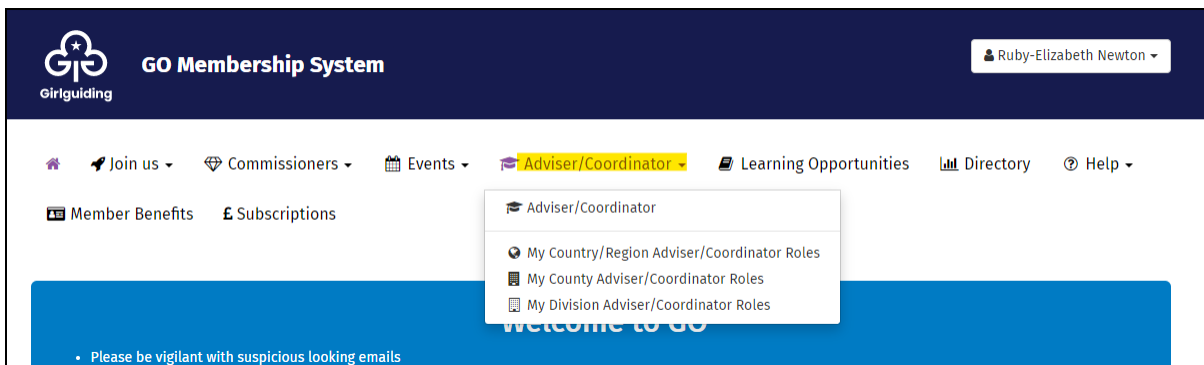 Girlguiding
GO Membership System
Ruby-Elizabeth Newton
Join us
Commissioners
Events
Adviser/Coordinator
Learning Opportunities
Directory
Help
Member Benefits
£ Subscriptions
Adviser/Coordinator
My Country/Region Adviser/Coordinator Roles
My County Adviser/Coordinator Roles
My Division Adviser/Coordinator Roles
Welcome to GO
• Please be vigilant with suspicious looking emails